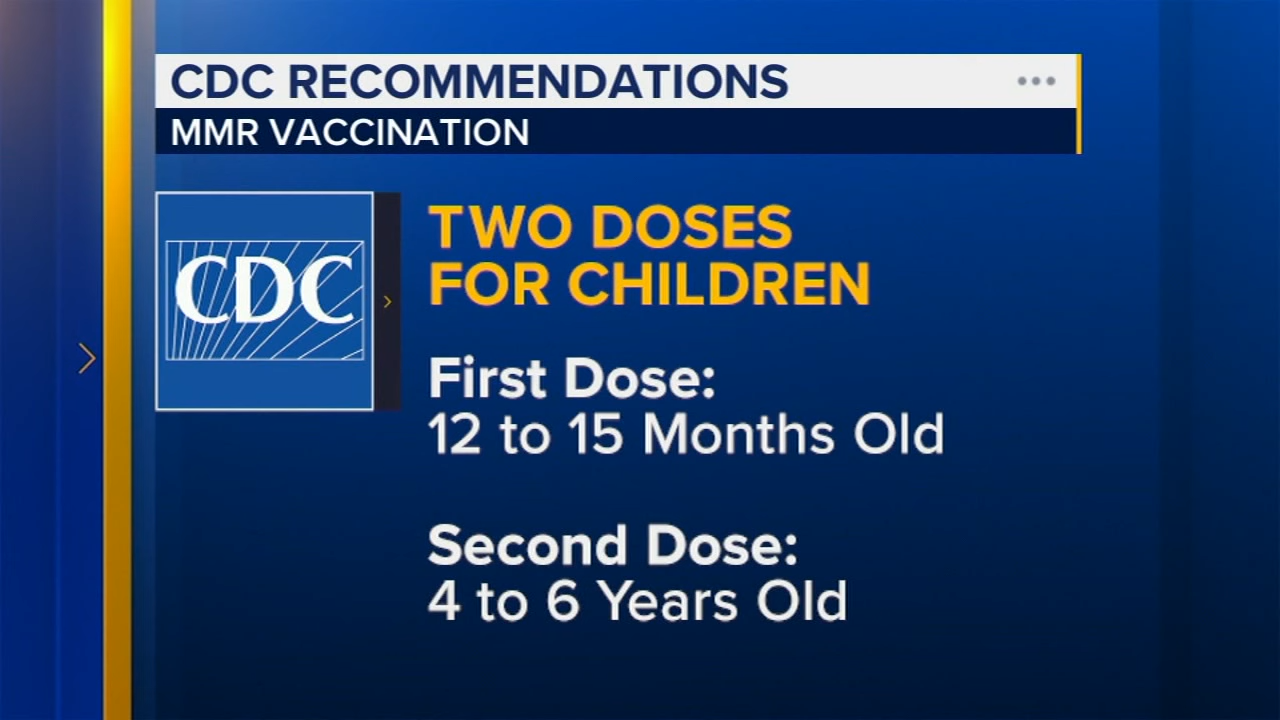 CDC RECOMMENDATIONS
MMR VACCINATION
CDC
TWO DOSES
FOR CHILDREN
First Dose:
12 to 15 Months Old
Second Dose:
4 to 6 Years Old